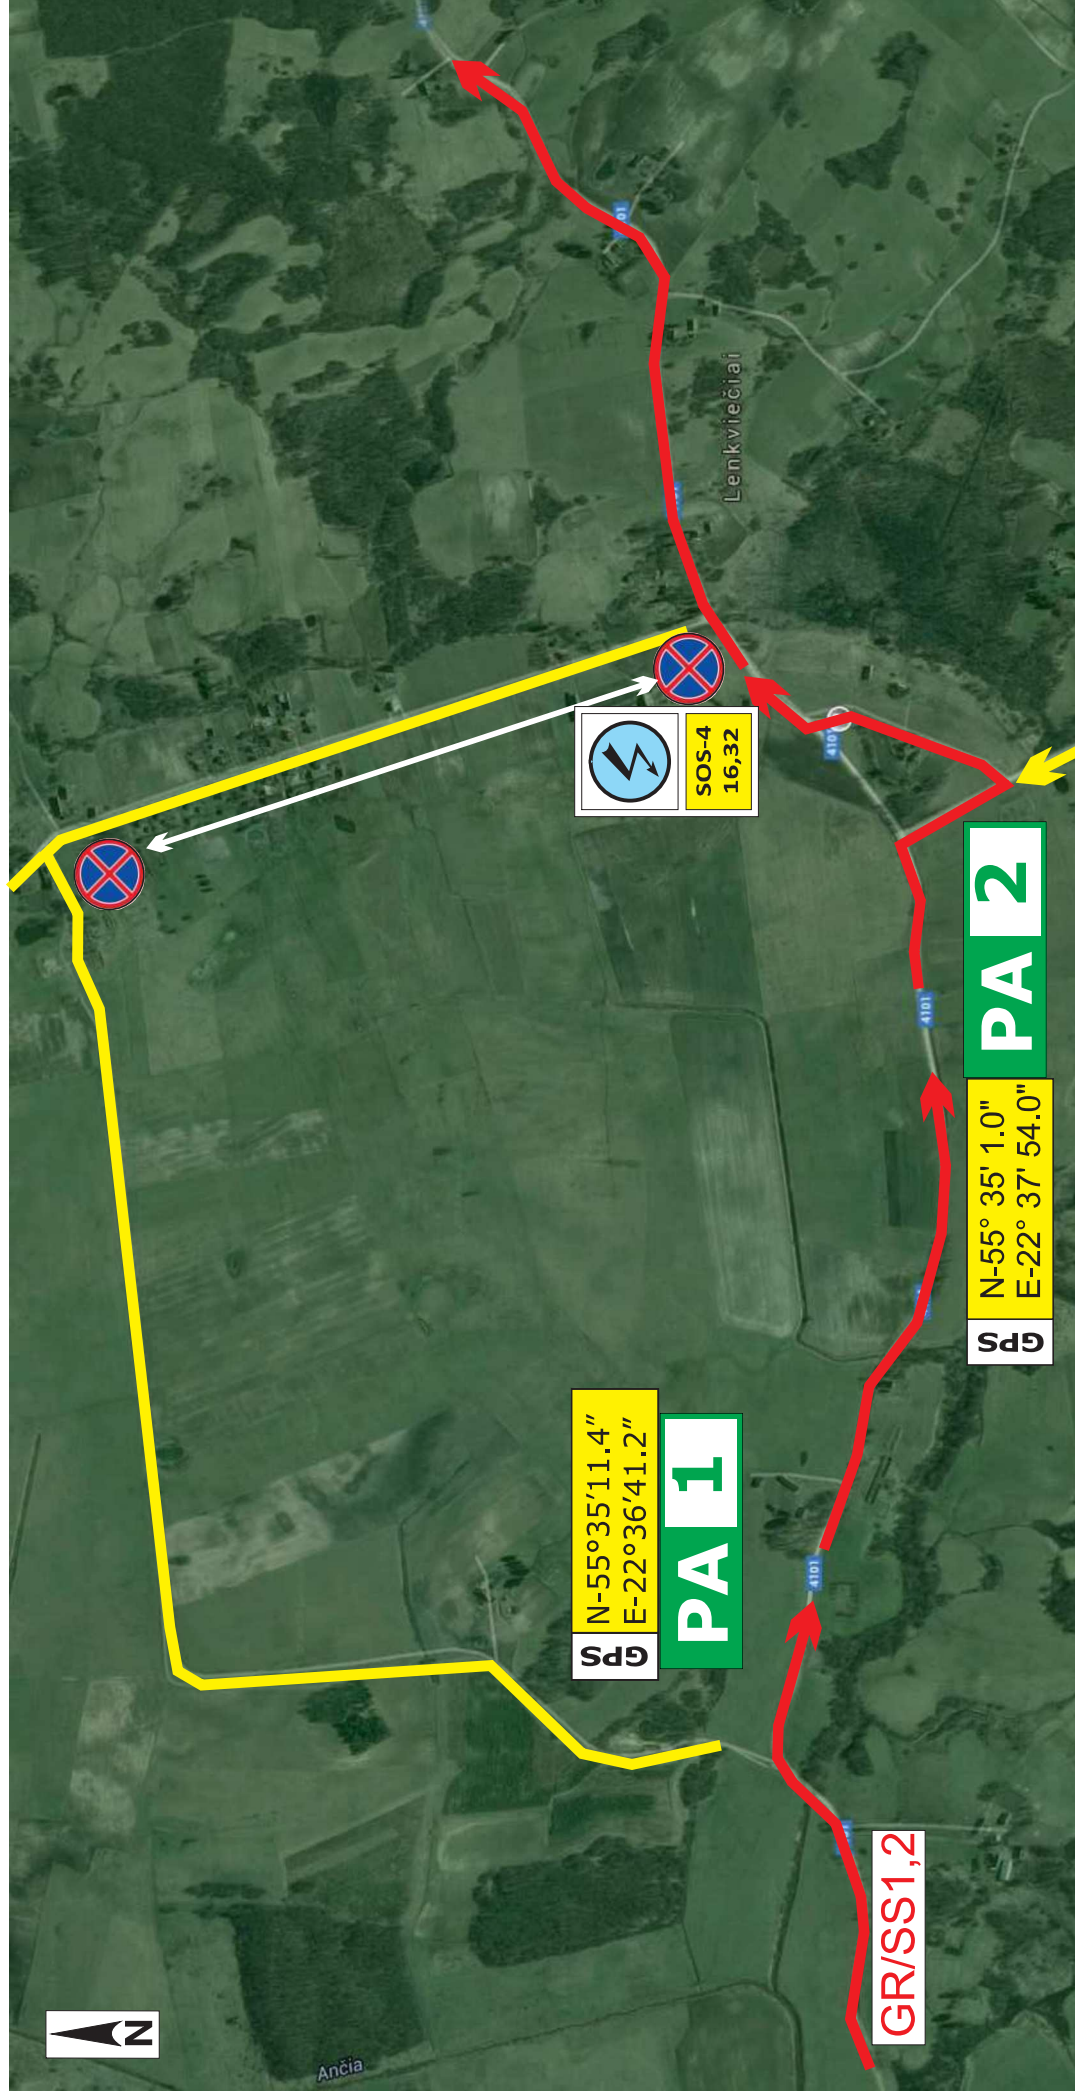 N
Ančia
GR/SS1,2
GPS
N-55°35'11.4"
E-22°36'41.2"
PA 1
4101
4101
GPS
N-55° 35' 1.0"
E-22° 37' 54.0"
PA 2
SOS-4
16,32
4101
Lenkviečiai
01